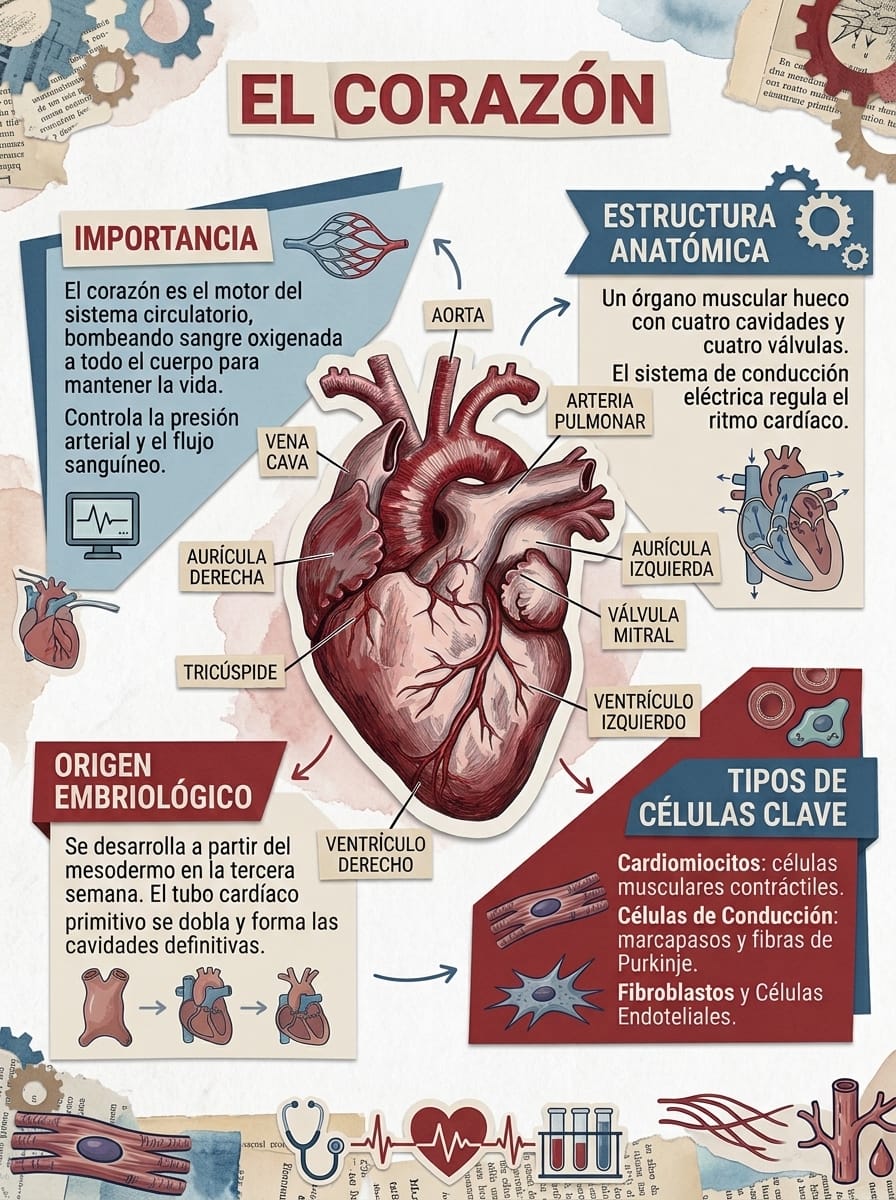 EL CORAZÓN
IMPORTANCIA
El corazón es el motor del
sistema circulatorio,
bombeando sangre oxigenada
a todo el cuerpo para
mantener la vida.
Controla la presión
arterial y el flujo
sanguíneo.
ESTRUCTURA
ANATÓMICA
Un órgano muscular hueco
con cuatro cavidades y
cuatro válvulas.
El sistema de conducción
eléctrica regula el
ritmo cardíaco.
AORTA
ARTERIA
PULMONAR
VENA
CAVA
AURÍCULA
DERECHA
AURÍCULA
IZQUIERDA
VÁLVULA
MITRAL
TRICÚSPIDE
VENTRÍCULO
IZQUIERDO
VENTRÍCULO
DERECHO
ORIGEN
EMBRIOLÓGICO
Se desarrolla a partir del
mesodermo en la tercera
semana. El tubo cardíaco
primitivo se dobla y forma las
cavidades definitivas.
TIPOS DE
CÉLULAS CLAVE
Cardiomiocitos: células
musculares contráctiles.
Células de Conducción:
marcapasos y fibras de
Purkinje.
Fibroblastos y Células
Endoteliales.